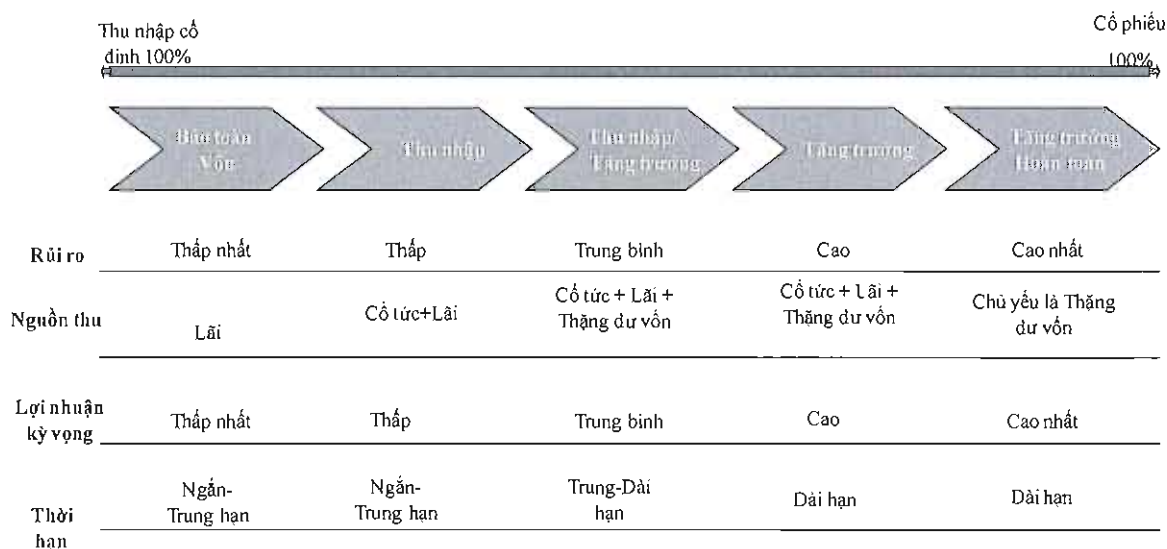 Thu nhập cố
định 100%
Cổ phiếu
100%
Bảo toàn
Vốn
Thu nhập
Thu nhập/
Tăng trưởng
Tăng trưởng
Tăng trưởng
Hoàn toàn
Rủi ro
Thấp nhất
Thấp
Trung bình
Cao
Cao nhất
Nguồn thu
Lãi
Cổ tức+Lãi
Cổ tức + Lãi +
Thặng dư vốn
Cổ tức + Lãi +
Thặng dư vốn
Chủ yếu là Thặng
dư vốn
Lợi nhuận
kỳ vọng
Thấp nhất
Thấp
Trung bình
Cao
Cao nhất
Thời
hạn
Ngắn-
Trung hạn
Ngắn-
Trung hạn
Trung-Dài
hạn
Dài hạn
Dài hạn